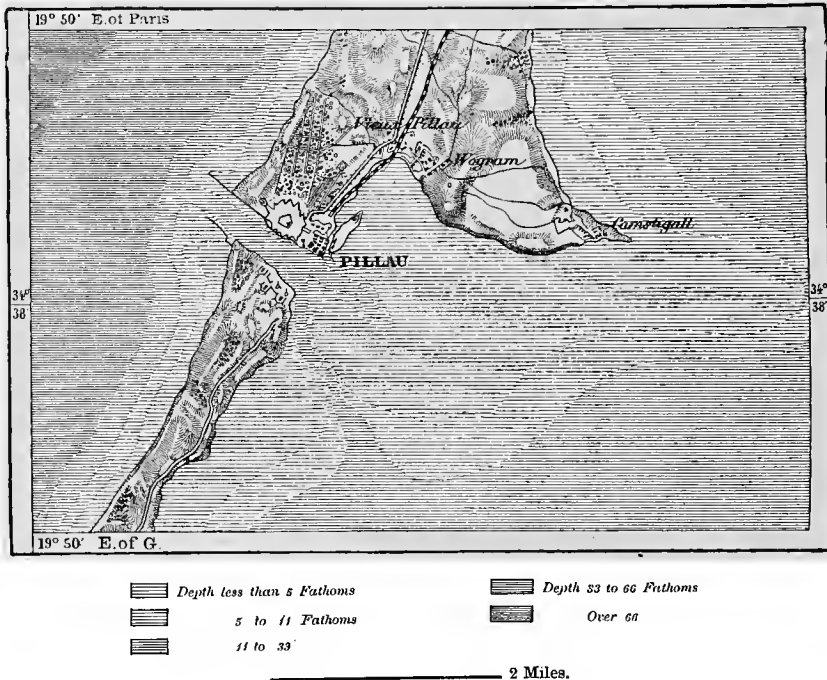 19° 50' E.of Paris
Vieux Pillau
Wogram
Camstigall
PILLAU
34°
38'
34°
38'
19° 50' E.of G.
Depth less than 5 Fathoms
Depth 33 to 66 Fathoms
5 to 11 Fathoms
Over 66
11 to 33
2 Miles.